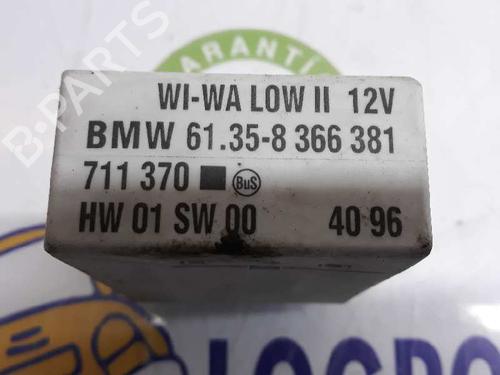 GARANTÍ
B-PARTS
WI-WA LOW II 12V
BMW 61.35-8 366 381
711 370 BuS
HW 01 SW 00 40 96